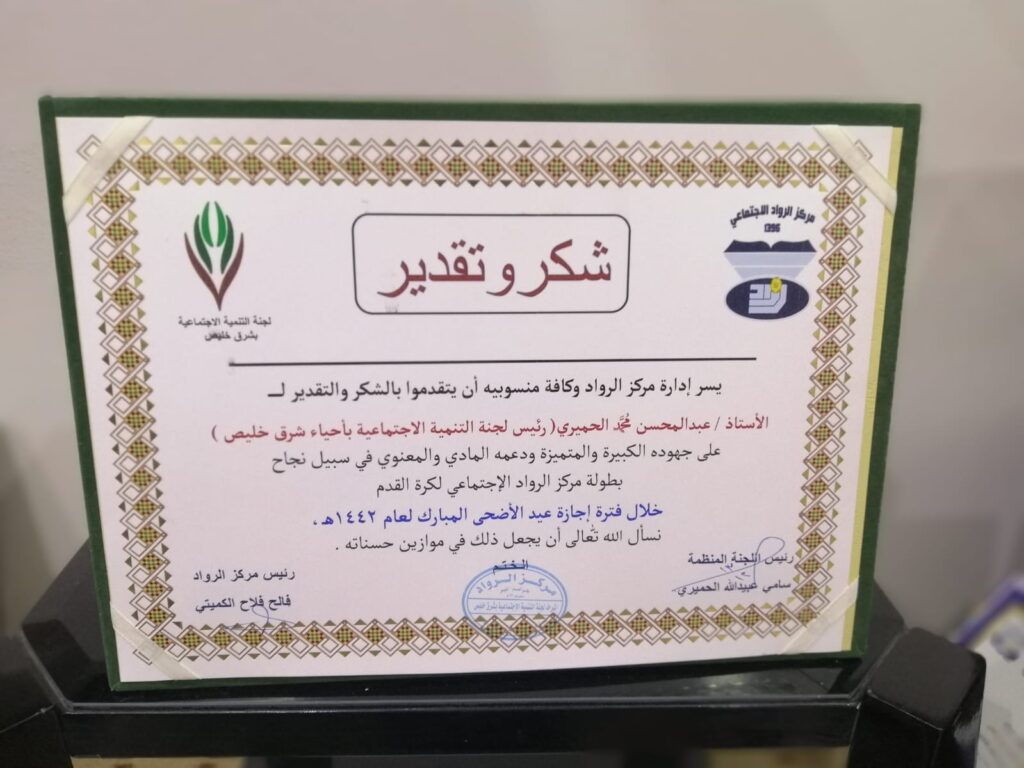 مركز الرواد الاجتماعي
1396
لجنة التنمية الاجتماعية
بشرق خليص
شكر و تقدير
يسر إدارة مركز الرواد وكافة منسوبيه أن يتقدموا بالشكر والتقدير لــ
الأستاذ / عبدالمحسن محمد الحميري( رئيس لجنة التنمية الاجتماعية بأحياء شرق خليص )
على جهوده الكبيرة والمتميزة ودعمه المادي والمعنوي في سبيل نجاح
بطولة مركز الرواد الإجتماعي لكرة القدم
خلال فترة إجازة عيد الأضحى المبارك لعام ١٤٤٢هـ ،
نسأل الله تعالى أن يجعل ذلك في موازين حسناته .
رئيس اللجنة المنظمة
سامي عبيدالله الحميري
الختم
مركز الرواد
رئيس مركز الرواد
فالح فلاح الكميتي